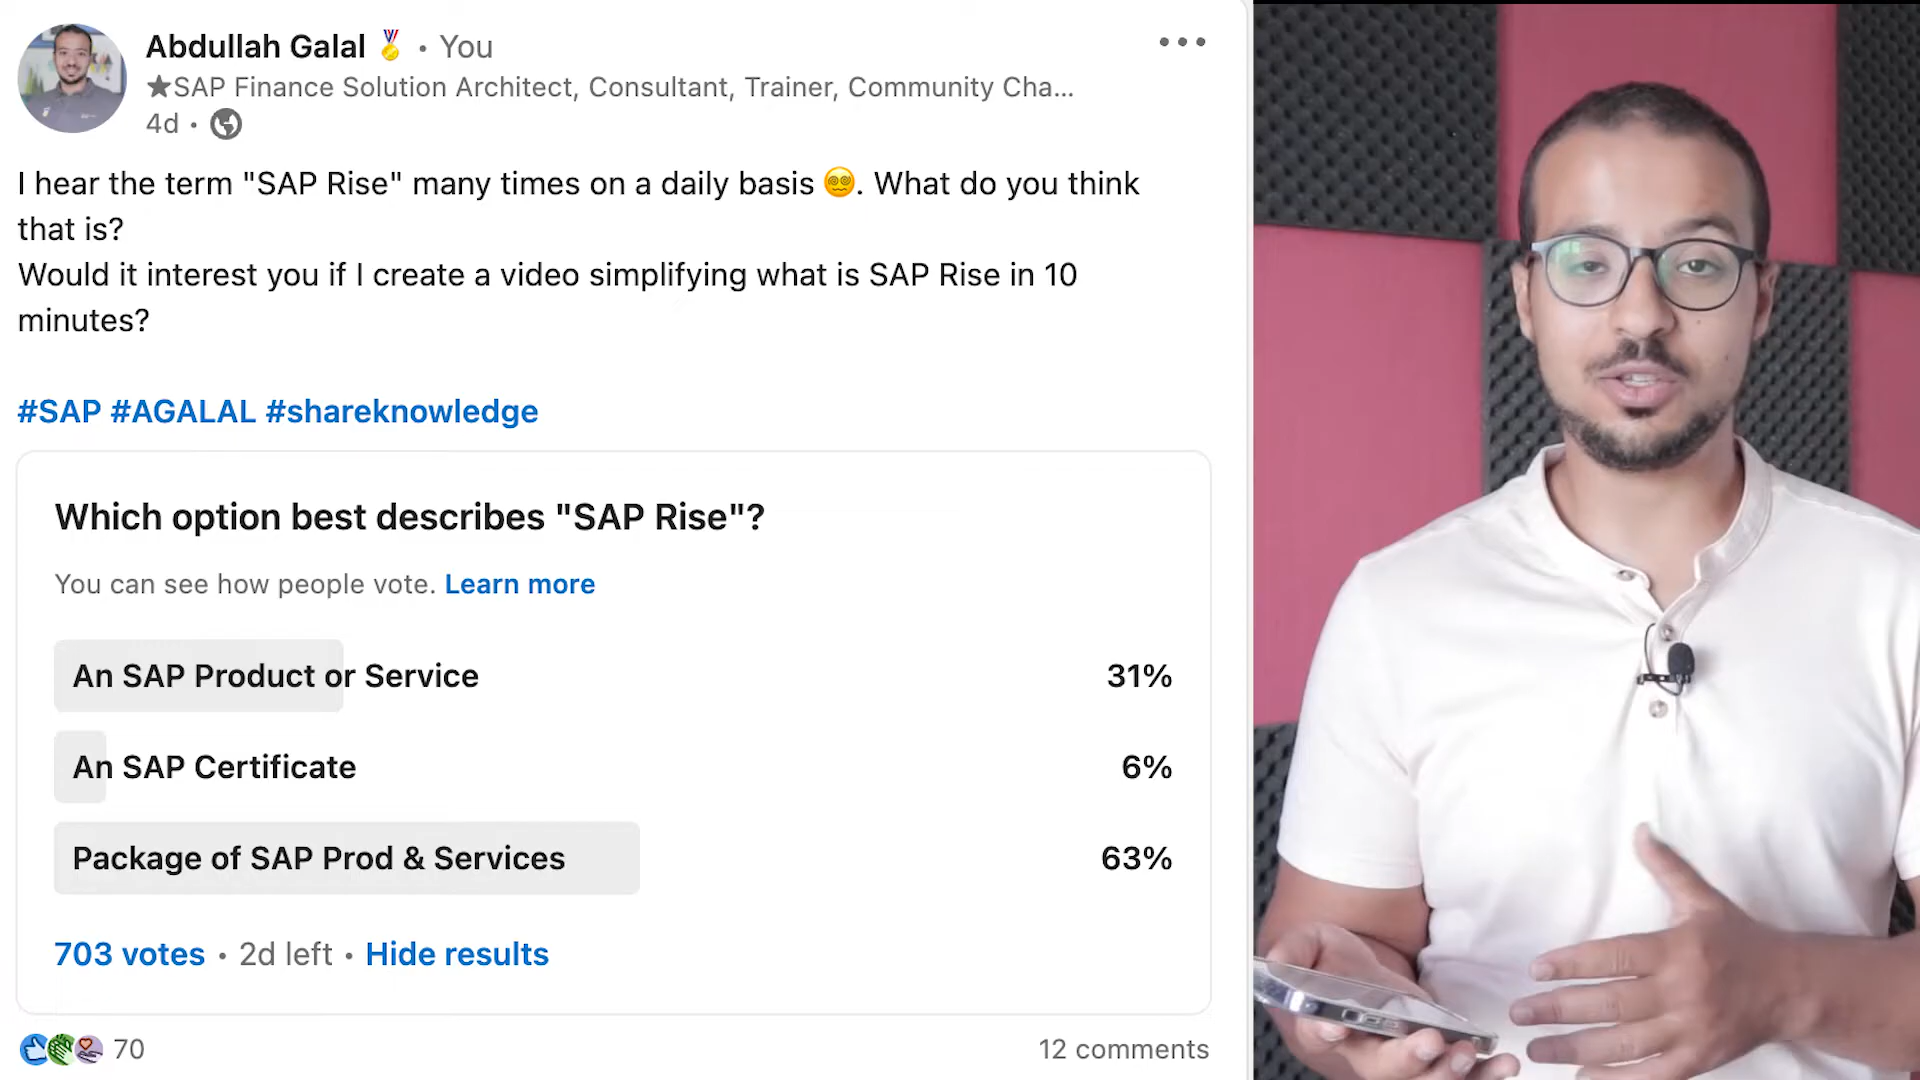 Abdullah Galal 🏅 • You
★SAP Finance Solution Architect, Consultant, Trainer, Community Cha...
4d •
I hear the term "SAP Rise" many times on a daily basis 😵‍💫. What do you think
that is?
Would it interest you if I create a video simplifying what is SAP Rise in 10
minutes?
#SAP #AGALAL #shareknowledge
Which option best describes "SAP Rise"?
You can see how people vote. Learn more
An SAP Product or Service 31%
An SAP Certificate 6%
Package of SAP Prod & Services 63%
703 votes • 2d left • Hide results
70 12 comments